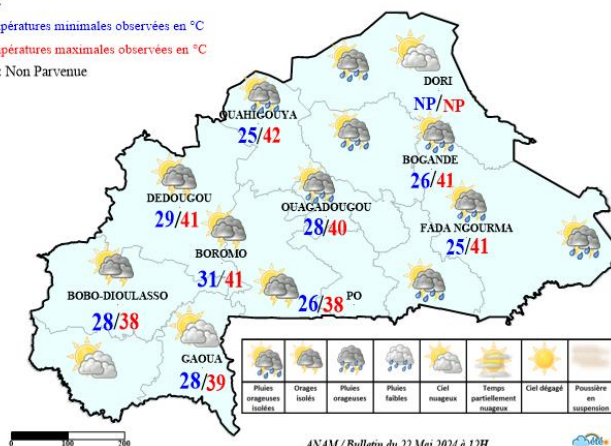 pératures minimales observées en °C
pératures maximales observées en °C
: Non Parvenue
DORI
NP/NP
OUAHIGOUYA
25/42
BOGANDE
26/41
DEDOUGOU
29/41
OUAGADOUGOU
28/40
FADA NGOURMA
25/41
BOROMO
31/41
26/38 PO
BOBO-DIOULASSO
28/38
GAOUA
28/39
Pluies orageuses isolées
Orages isolés
Pluies orageuses
Pluies faibles
Ciel nuageux
Temps partiellement nuageux
Ciel dégagé
Poussière en suspension
0 100 200
ANAM / Bulletin du 22 Mai 2024 à 12H